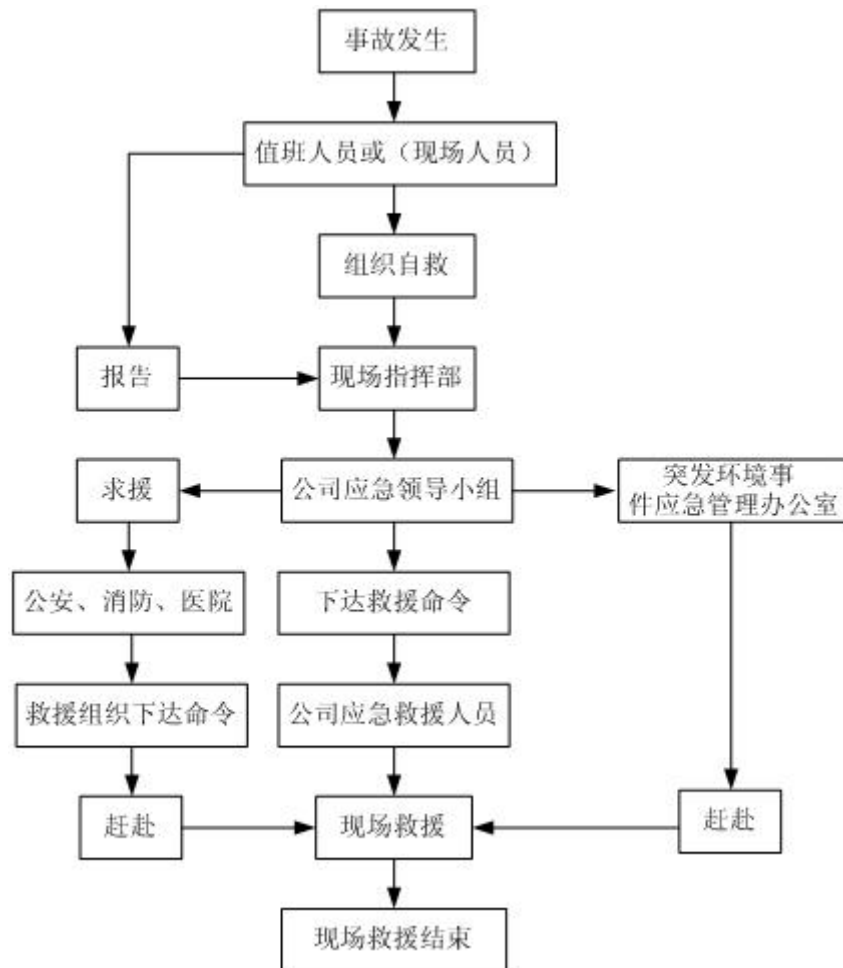 事故发生
值班人员或（现场人员）
组织自救
报告
现场指挥部
求援
公司应急领导小组
突发环境事
件应急管理办公室
公安、消防、医院
下达救援命令
救援组织下达命令
公司应急救援人员
赶赴
现场救援
赶赴
现场救援结束